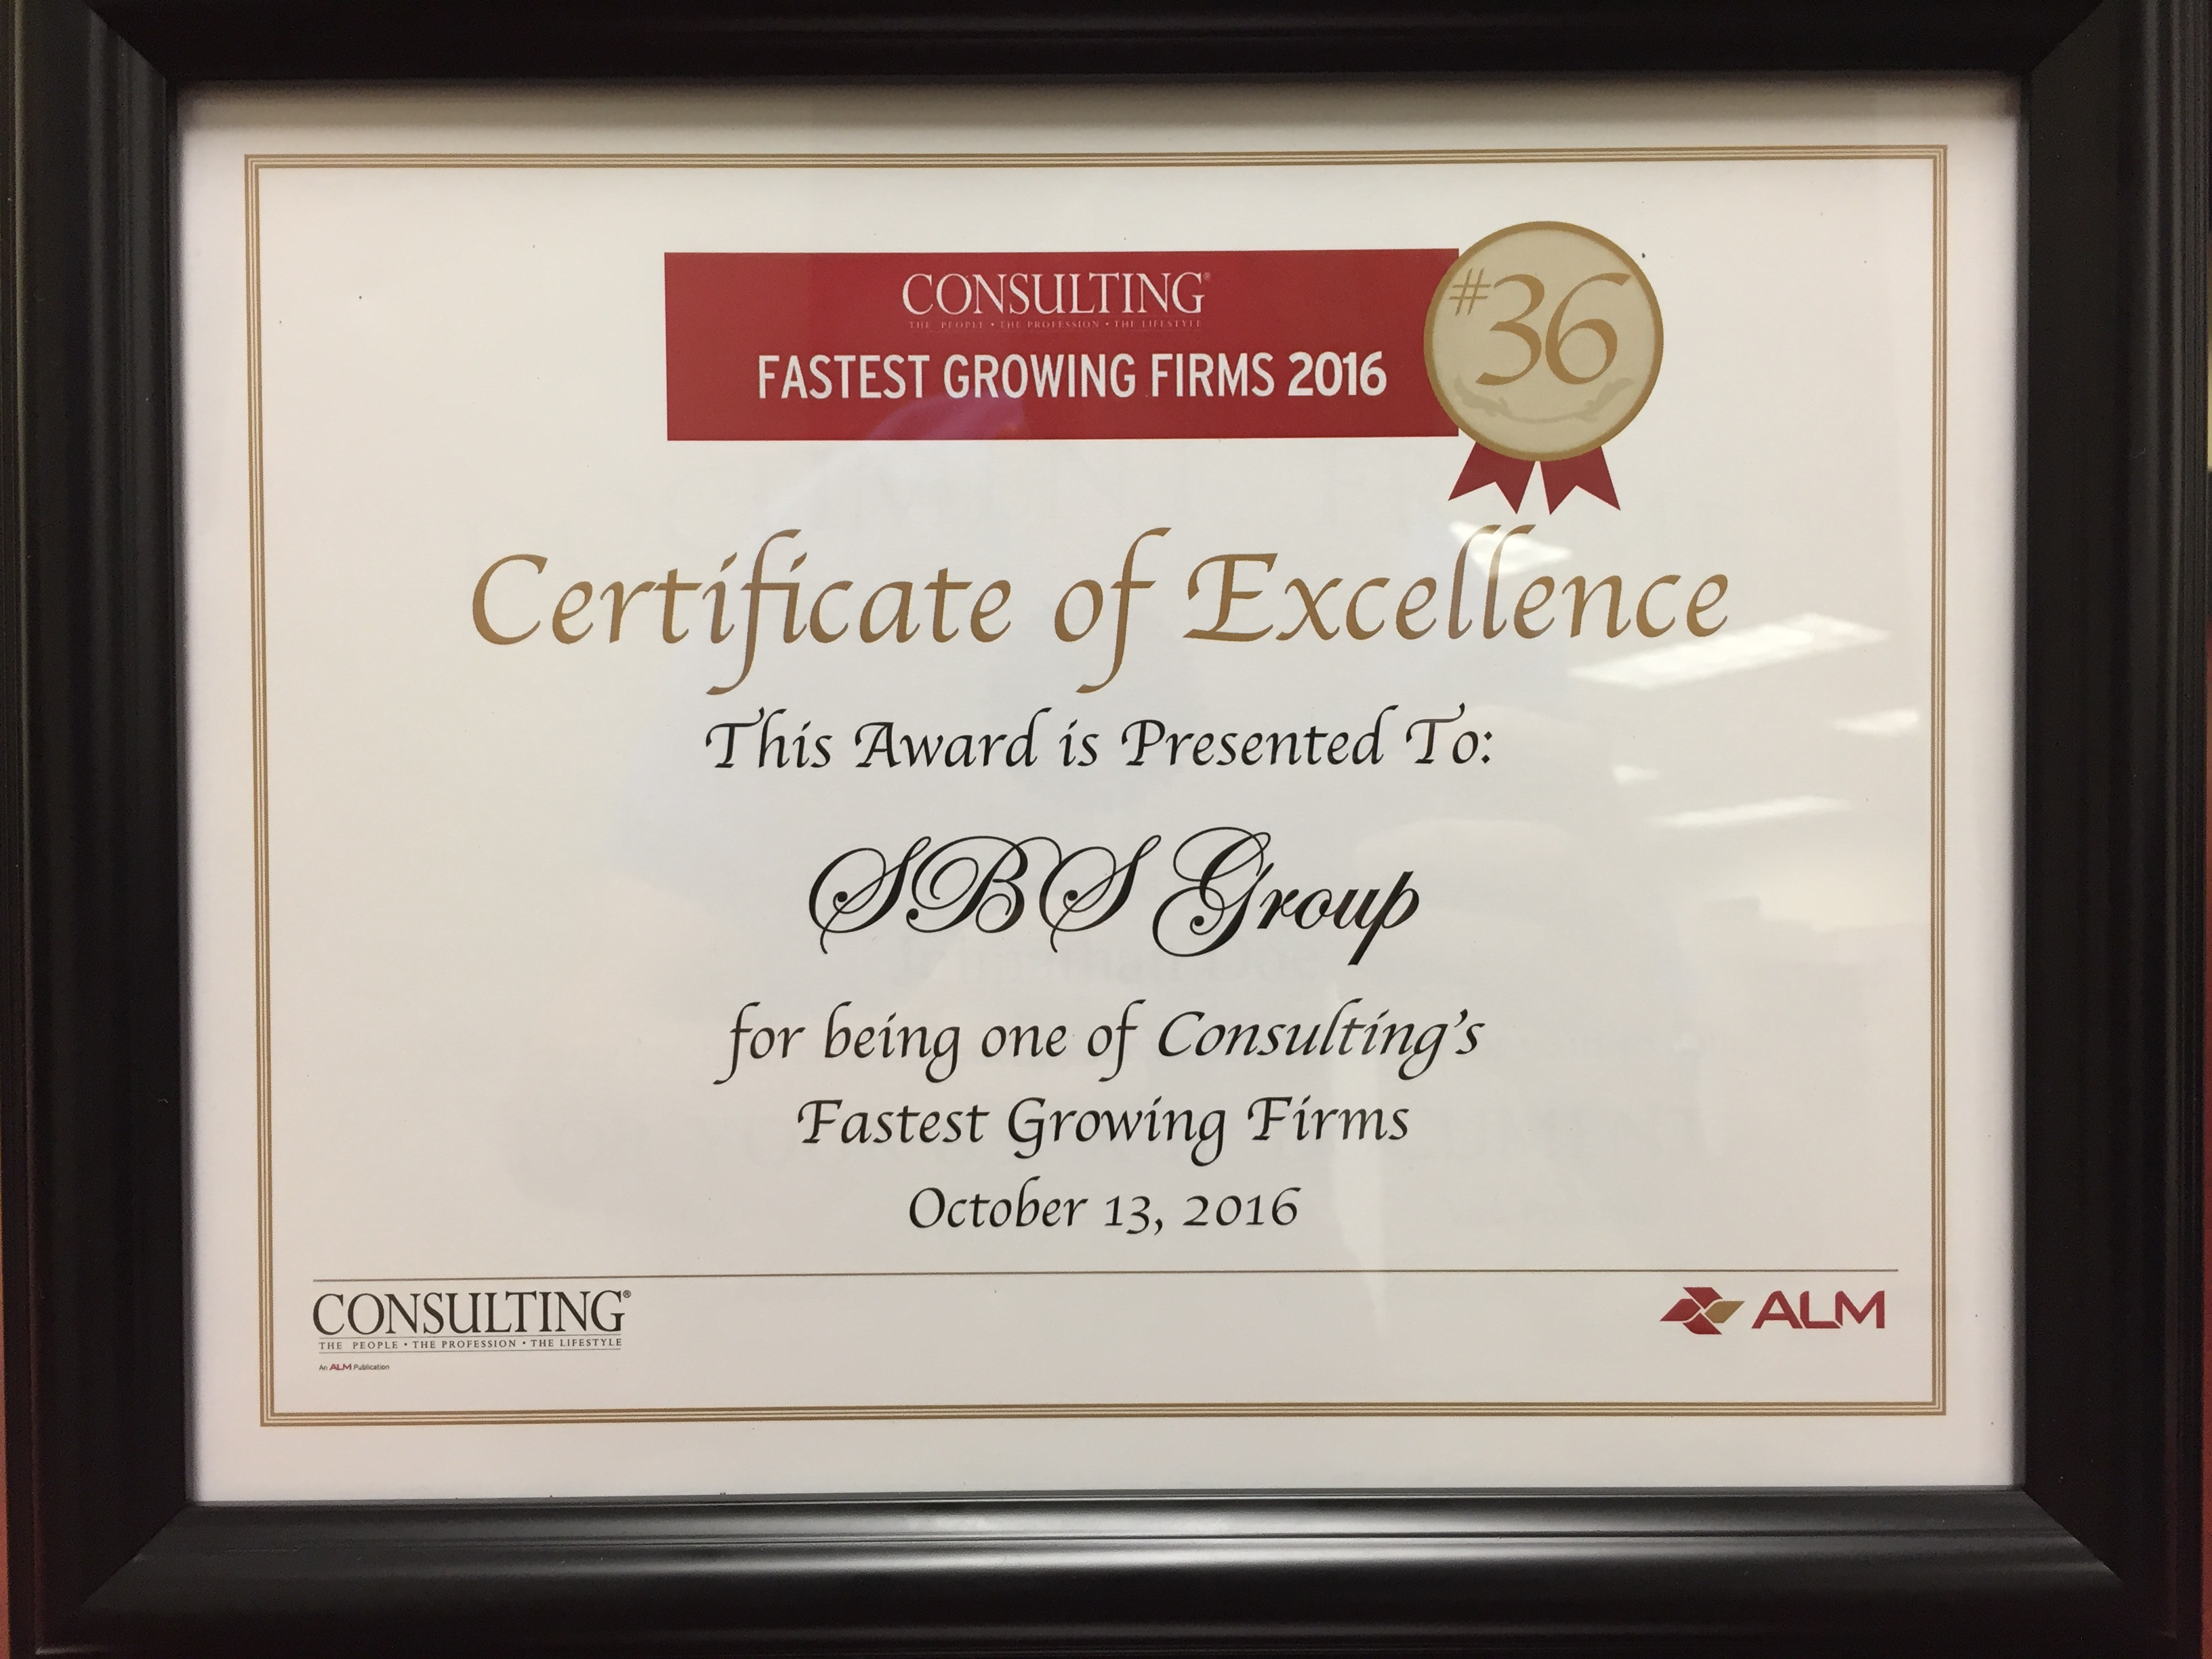 CONSULTING®
THE PEOPLE • THE PROFESSION • THE LIFESTYLE
FASTEST GROWING FIRMS 2016
#36
Certificate of Excellence
This Award is Presented To:
SBS Group
for being one of Consulting's
Fastest Growing Firms
October 13, 2016
CONSULTING®
THE PEOPLE • THE PROFESSION • THE LIFESTYLE
An ALM Publication
ALM